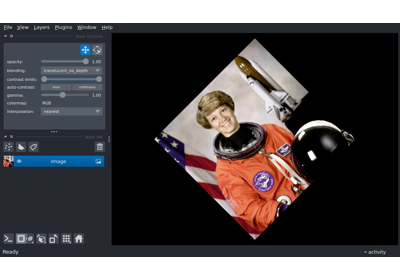 File View Layers Plugins Window Help
opacity: 1.00
blending: translucent_no_depth
contrast limits:
auto-contrast: once continuous
gamma: 1.00
colormap: RGB
interpolation: nearest
Image
Ready activity